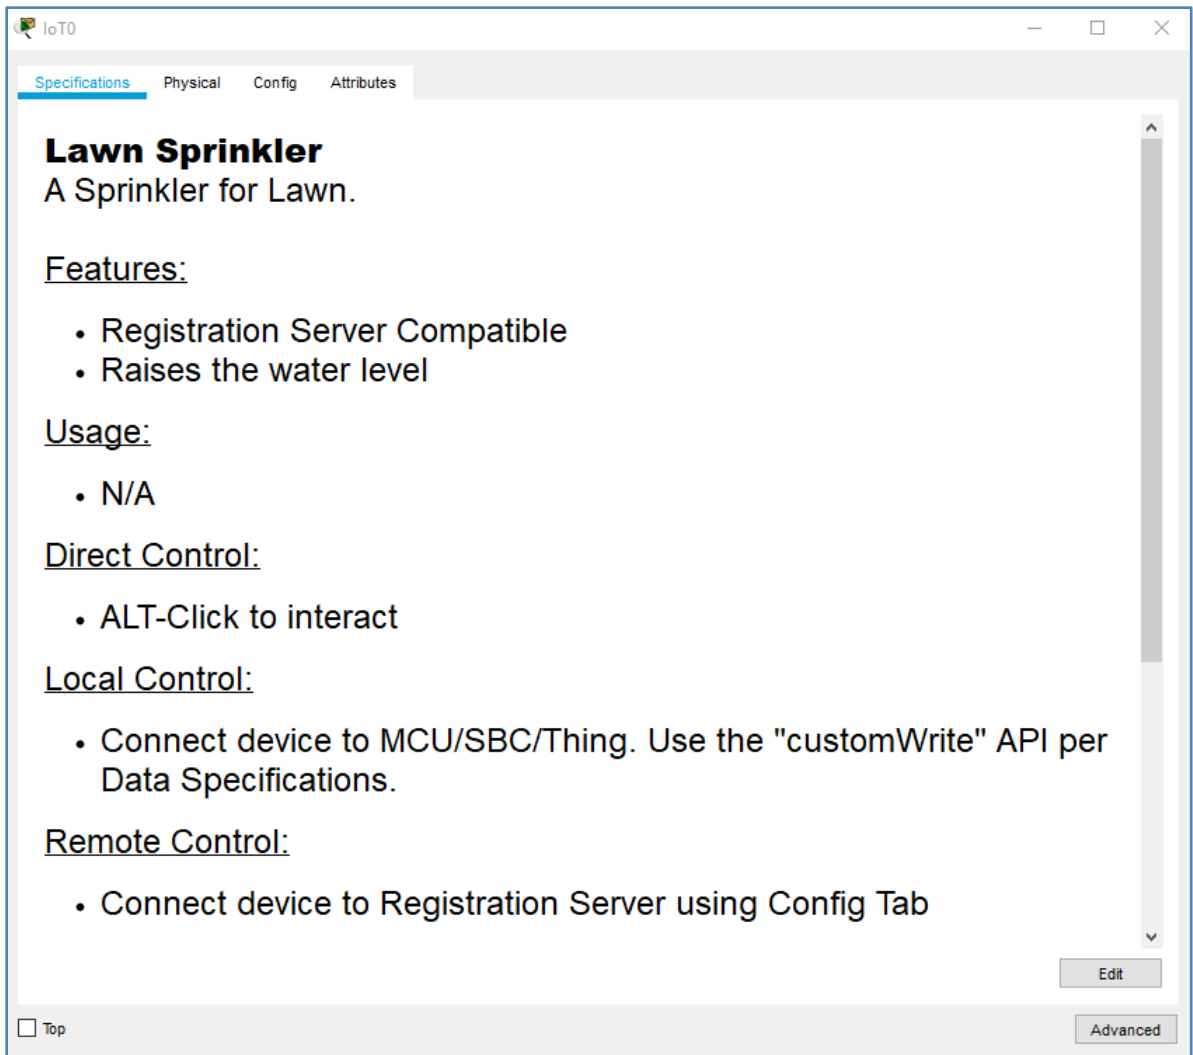 IoT0
Specifications Physical Config Attributes
Lawn Sprinkler
A Sprinkler for Lawn.
Features:
• Registration Server Compatible
• Raises the water level
Usage:
• N/A
Direct Control:
• ALT-Click to interact
Local Control:
• Connect device to MCU/SBC/Thing. Use the "customWrite" API per
Data Specifications.
Remote Control:
• Connect device to Registration Server using Config Tab
Edit
Top
Advanced